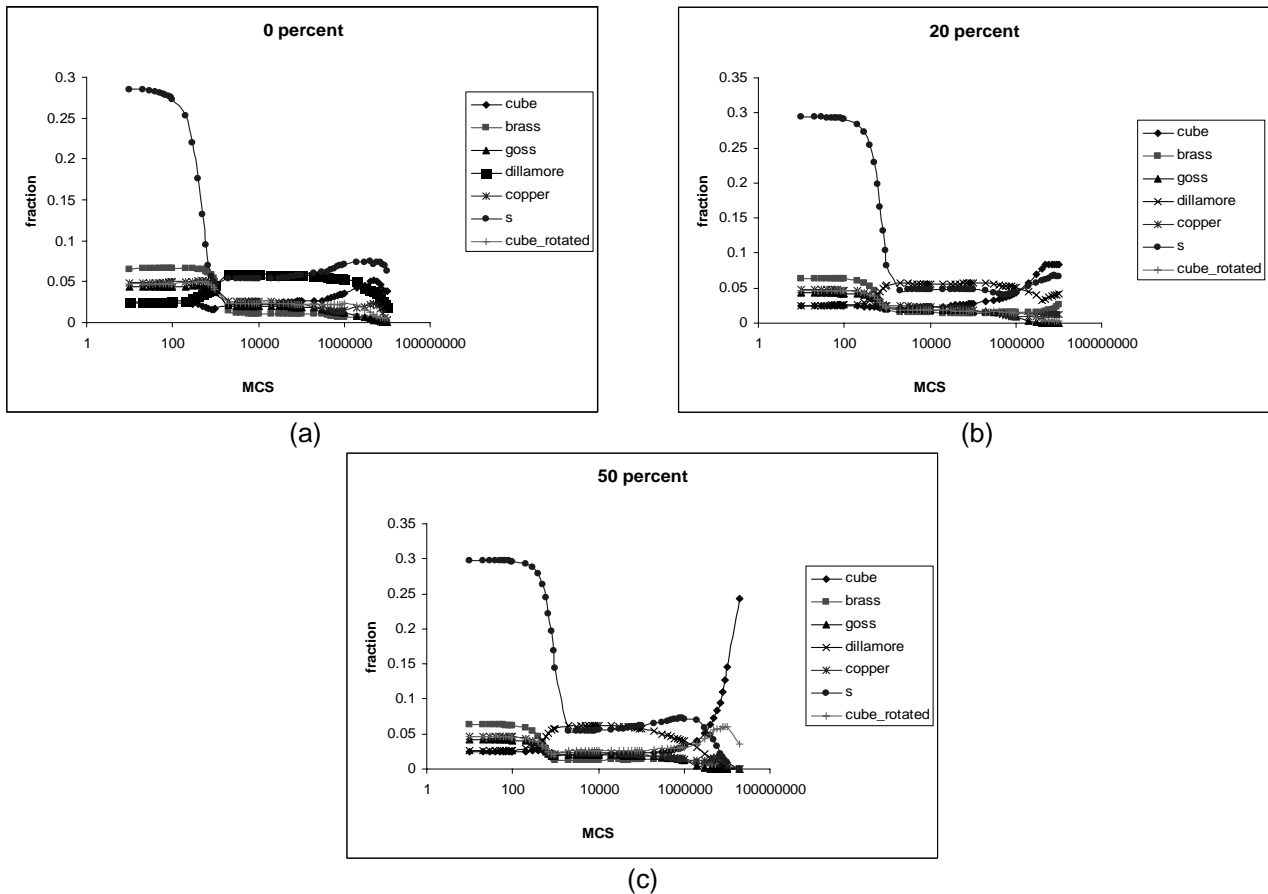 0 percent
0.3
0.25
0.2
0.15
0.1
0.05
0
fraction
1
100
10000
1000000
100000000
MCS
cube
brass
goss
dillamore
copper
s
cube_rotated
(a)
20 percent
0.35
0.3
0.25
0.2
0.15
0.1
0.05
0
fraction
1
100
10000
1000000
100000000
MCS
cube
brass
goss
dillamore
copper
s
cube_rotated
(b)
50 percent
0.35
0.3
0.25
0.2
0.15
0.1
0.05
0
fraction
1
100
10000
1000000
100000000
MCS
cube
brass
goss
dillamore
copper
s
cube_rotated
(c)